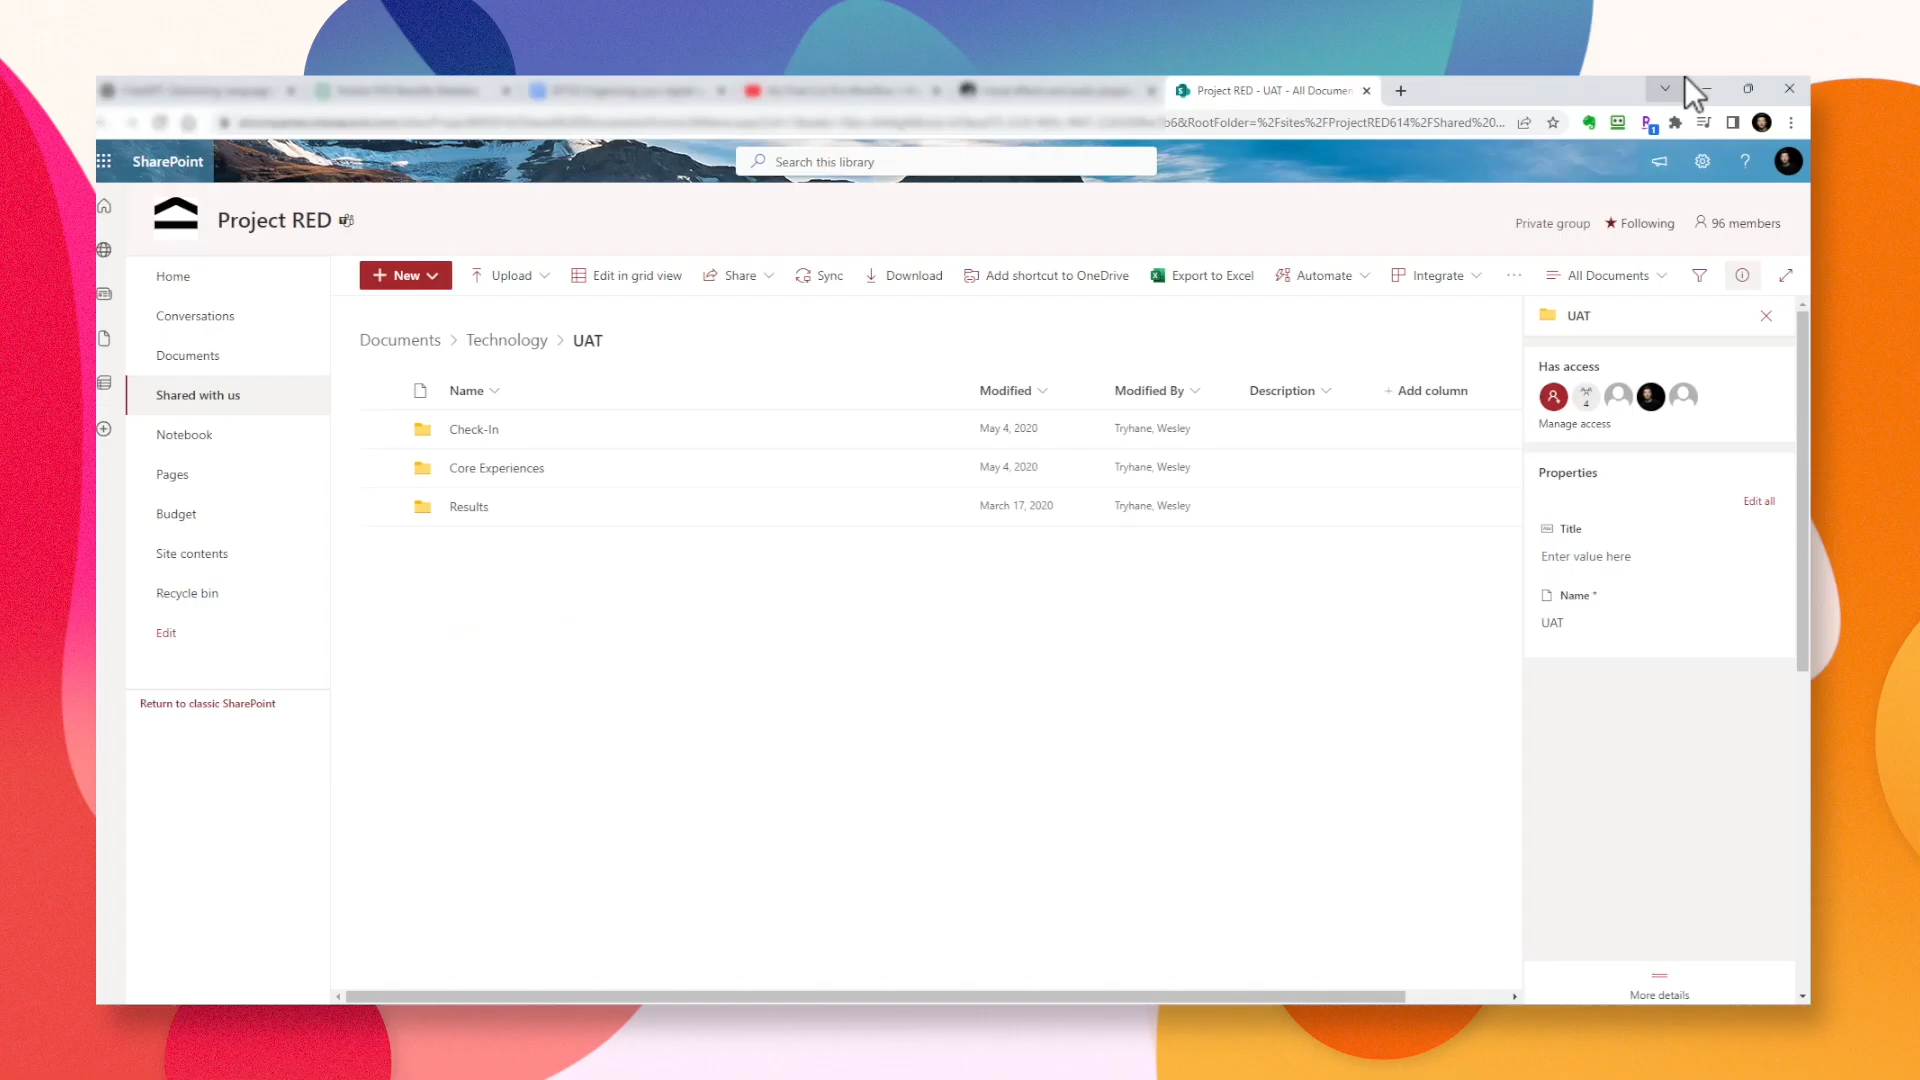 Project RED - UAT - All Documen
b6&RootFolder=%2Fsites%2FProjectRED614%2FShared%20...
1
SharePoint
Search this library
Project RED
Private group
Following
96 members
Home
Conversations
Documents
Shared with us
Notebook
Pages
Budget
Site contents
Recycle bin
Edit
Return to classic SharePoint
New
Upload
Edit in grid view
Share
Sync
Download
Add shortcut to OneDrive
Export to Excel
Automate
Integrate
...
All Documents
Documents > Technology > UAT
Name Modified Modified By Description + Add column
Check-In May 4, 2020 Tryhane, Wesley
Core Experiences May 4, 2020 Tryhane, Wesley
Results March 17, 2020 Tryhane, Wesley
UAT
Has access
4
Manage access
Properties
Edit all
Title
Enter value here
Name *
UAT
More details